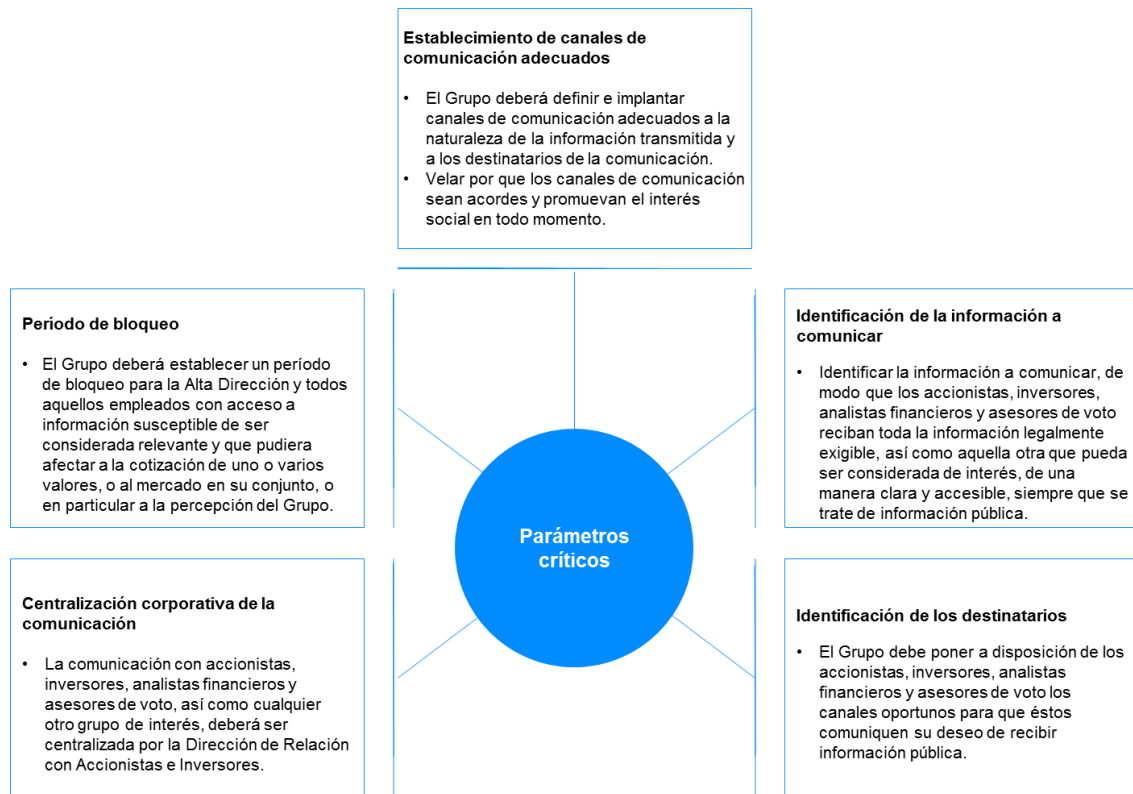 Establecimiento de canales de
comunicación adecuados
• El Grupo deberá definir e implantar
canales de comunicación adecuados a la
naturaleza de la información transmitida y
a los destinatarios de la comunicación.
• Velar por que los canales de comunicación
sean acordes y promuevan el interés
social en todo momento.
Período de bloqueo
• El Grupo deberá establecer un período
de bloqueo para la Alta Dirección y todos
aquellos empleados con acceso a
información susceptible de ser
considerada relevante y que pudiera
afectar a la cotización de uno o varios
valores, o al mercado en su conjunto, o
en particular a la percepción del Grupo.
Identificación de la información a
comunicar
• Identificar la información a comunicar, de
modo que los accionistas, inversores,
analistas financieros y asesores de voto
reciban toda la información legalmente
exigible, así como aquella otra que pueda
ser considerada de interés, de una
manera clara y accesible, siempre que se
trate de información pública.
Parámetros
críticos
Centralización corporativa de la
comunicación
• La comunicación con accionistas,
inversores, analistas financieros y
asesores de voto, así como cualquier
otro grupo de interés, deberá ser
centralizada por la Dirección de Relación
con Accionistas e Inversores.
Identificación de los destinatarios
• El Grupo debe poner a disposición de los
accionistas, inversores, analistas
financieros y asesores de voto los
canales oportunos para que éstos
comuniquen su deseo de recibir
información pública.